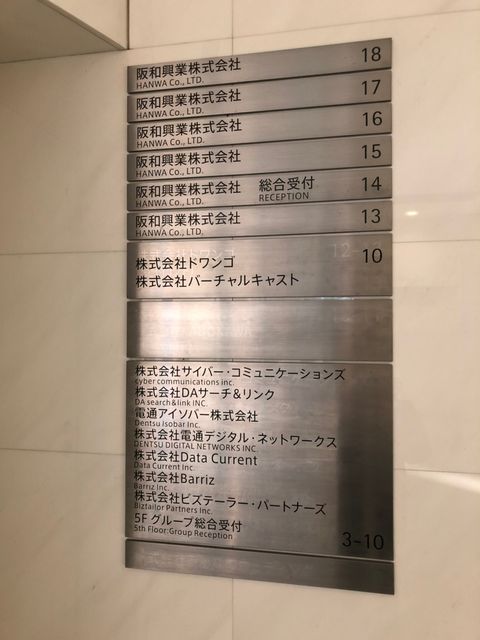 阪和興業株式会社 18
HANWA Co., LTD.
阪和興業株式会社 17
HANWA Co., LTD.
阪和興業株式会社 16
HANWA Co., LTD.
阪和興業株式会社 15
HANWA Co., LTD.
阪和興業株式会社 総合受付 14
HANWA Co., LTD. RECEPTION
阪和興業株式会社 13
HANWA Co., LTD.
株式会社ドワンゴ 10
株式会社バーチャルキャスト
株式会社サイバー・コミュニケーションズ
cyber communications inc.
株式会社DAサーチ&リンク
DA search&link INC.
電通アイソバー株式会社
Dentsu Isobar Inc.
株式会社電通デジタル・ネットワークス
DENTSU DIGITAL NETWORKS INC.
株式会社Data Current
Data Current Inc.
株式会社Barriz
Barriz Inc.
株式会社ビズテーラー・パートナーズ
Bizfailor Partners Inc.
5F グループ総合受付
5th Floor:Group Reception
3-10